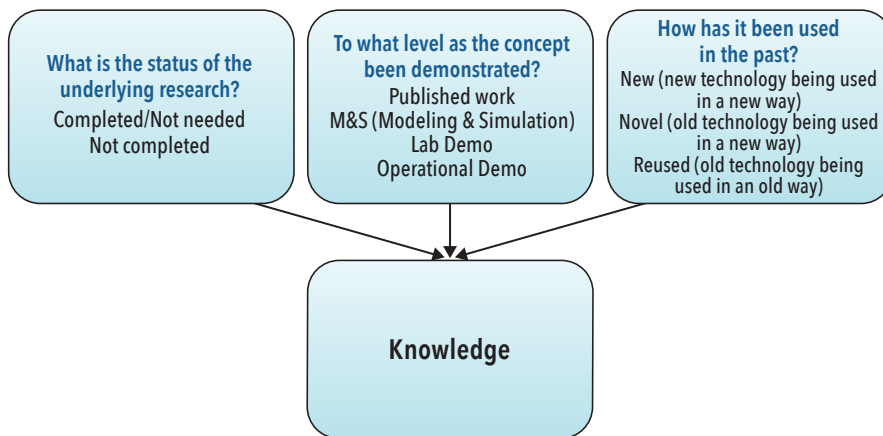 What is the status of the
underlying research?
Completed/Not needed
Not completed
To what level as the concept
been demonstrated?
Published work
M&S (Modeling & Simulation)
Lab Demo
Operational Demo
How has it been used
in the past?
New (new technology being used
in a new way)
Novel (old technology being used
in a new way)
Reused (old technology being
used in an old way)
Knowledge